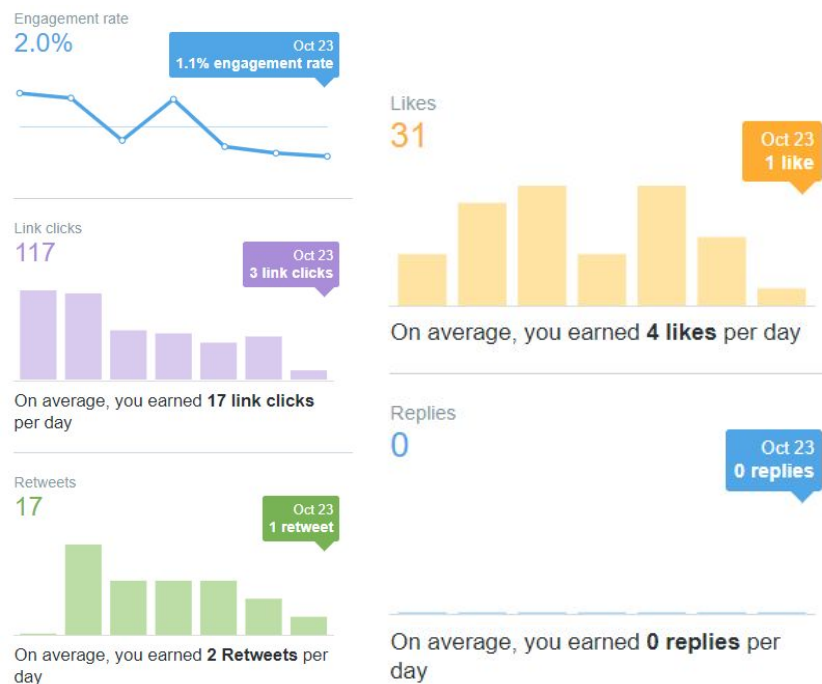 Engagement rate
2.0%
Oct 23
1.1% engagement rate
Link clicks
117
Oct 23
3 link clicks
On average, you earned 17 link clicks
per day
Retweets
17
Oct 23
1 retweet
On average, you earned 2 Retweets per
day
Likes
31
Oct 23
1 like
On average, you earned 4 likes per day
Replies
0
Oct 23
0 replies
On average, you earned 0 replies per
day